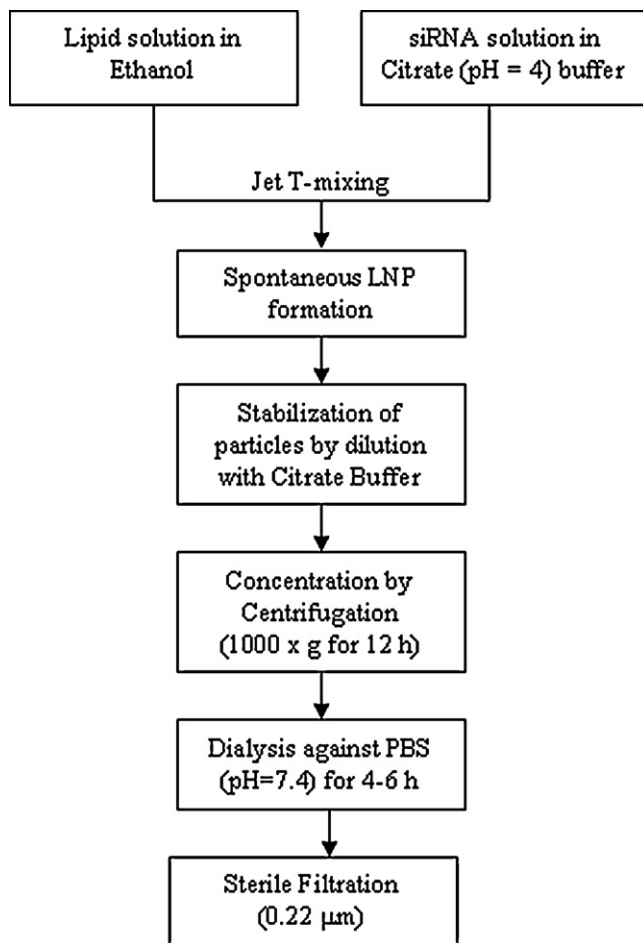 Lipid solution in
Ethanol
siRNA solution in
Citrate (pH = 4) buffer
Jet T-mixing
Spontaneous LNP
formation
Stabilization of
particles by dilution
with Citrate Buffer
Concentration by
Centrifugation
(1000 x g for 12 h)
Dialysis against PBS
(pH=7.4) for 4-6 h
Sterile Filtration
(0.22 μm)